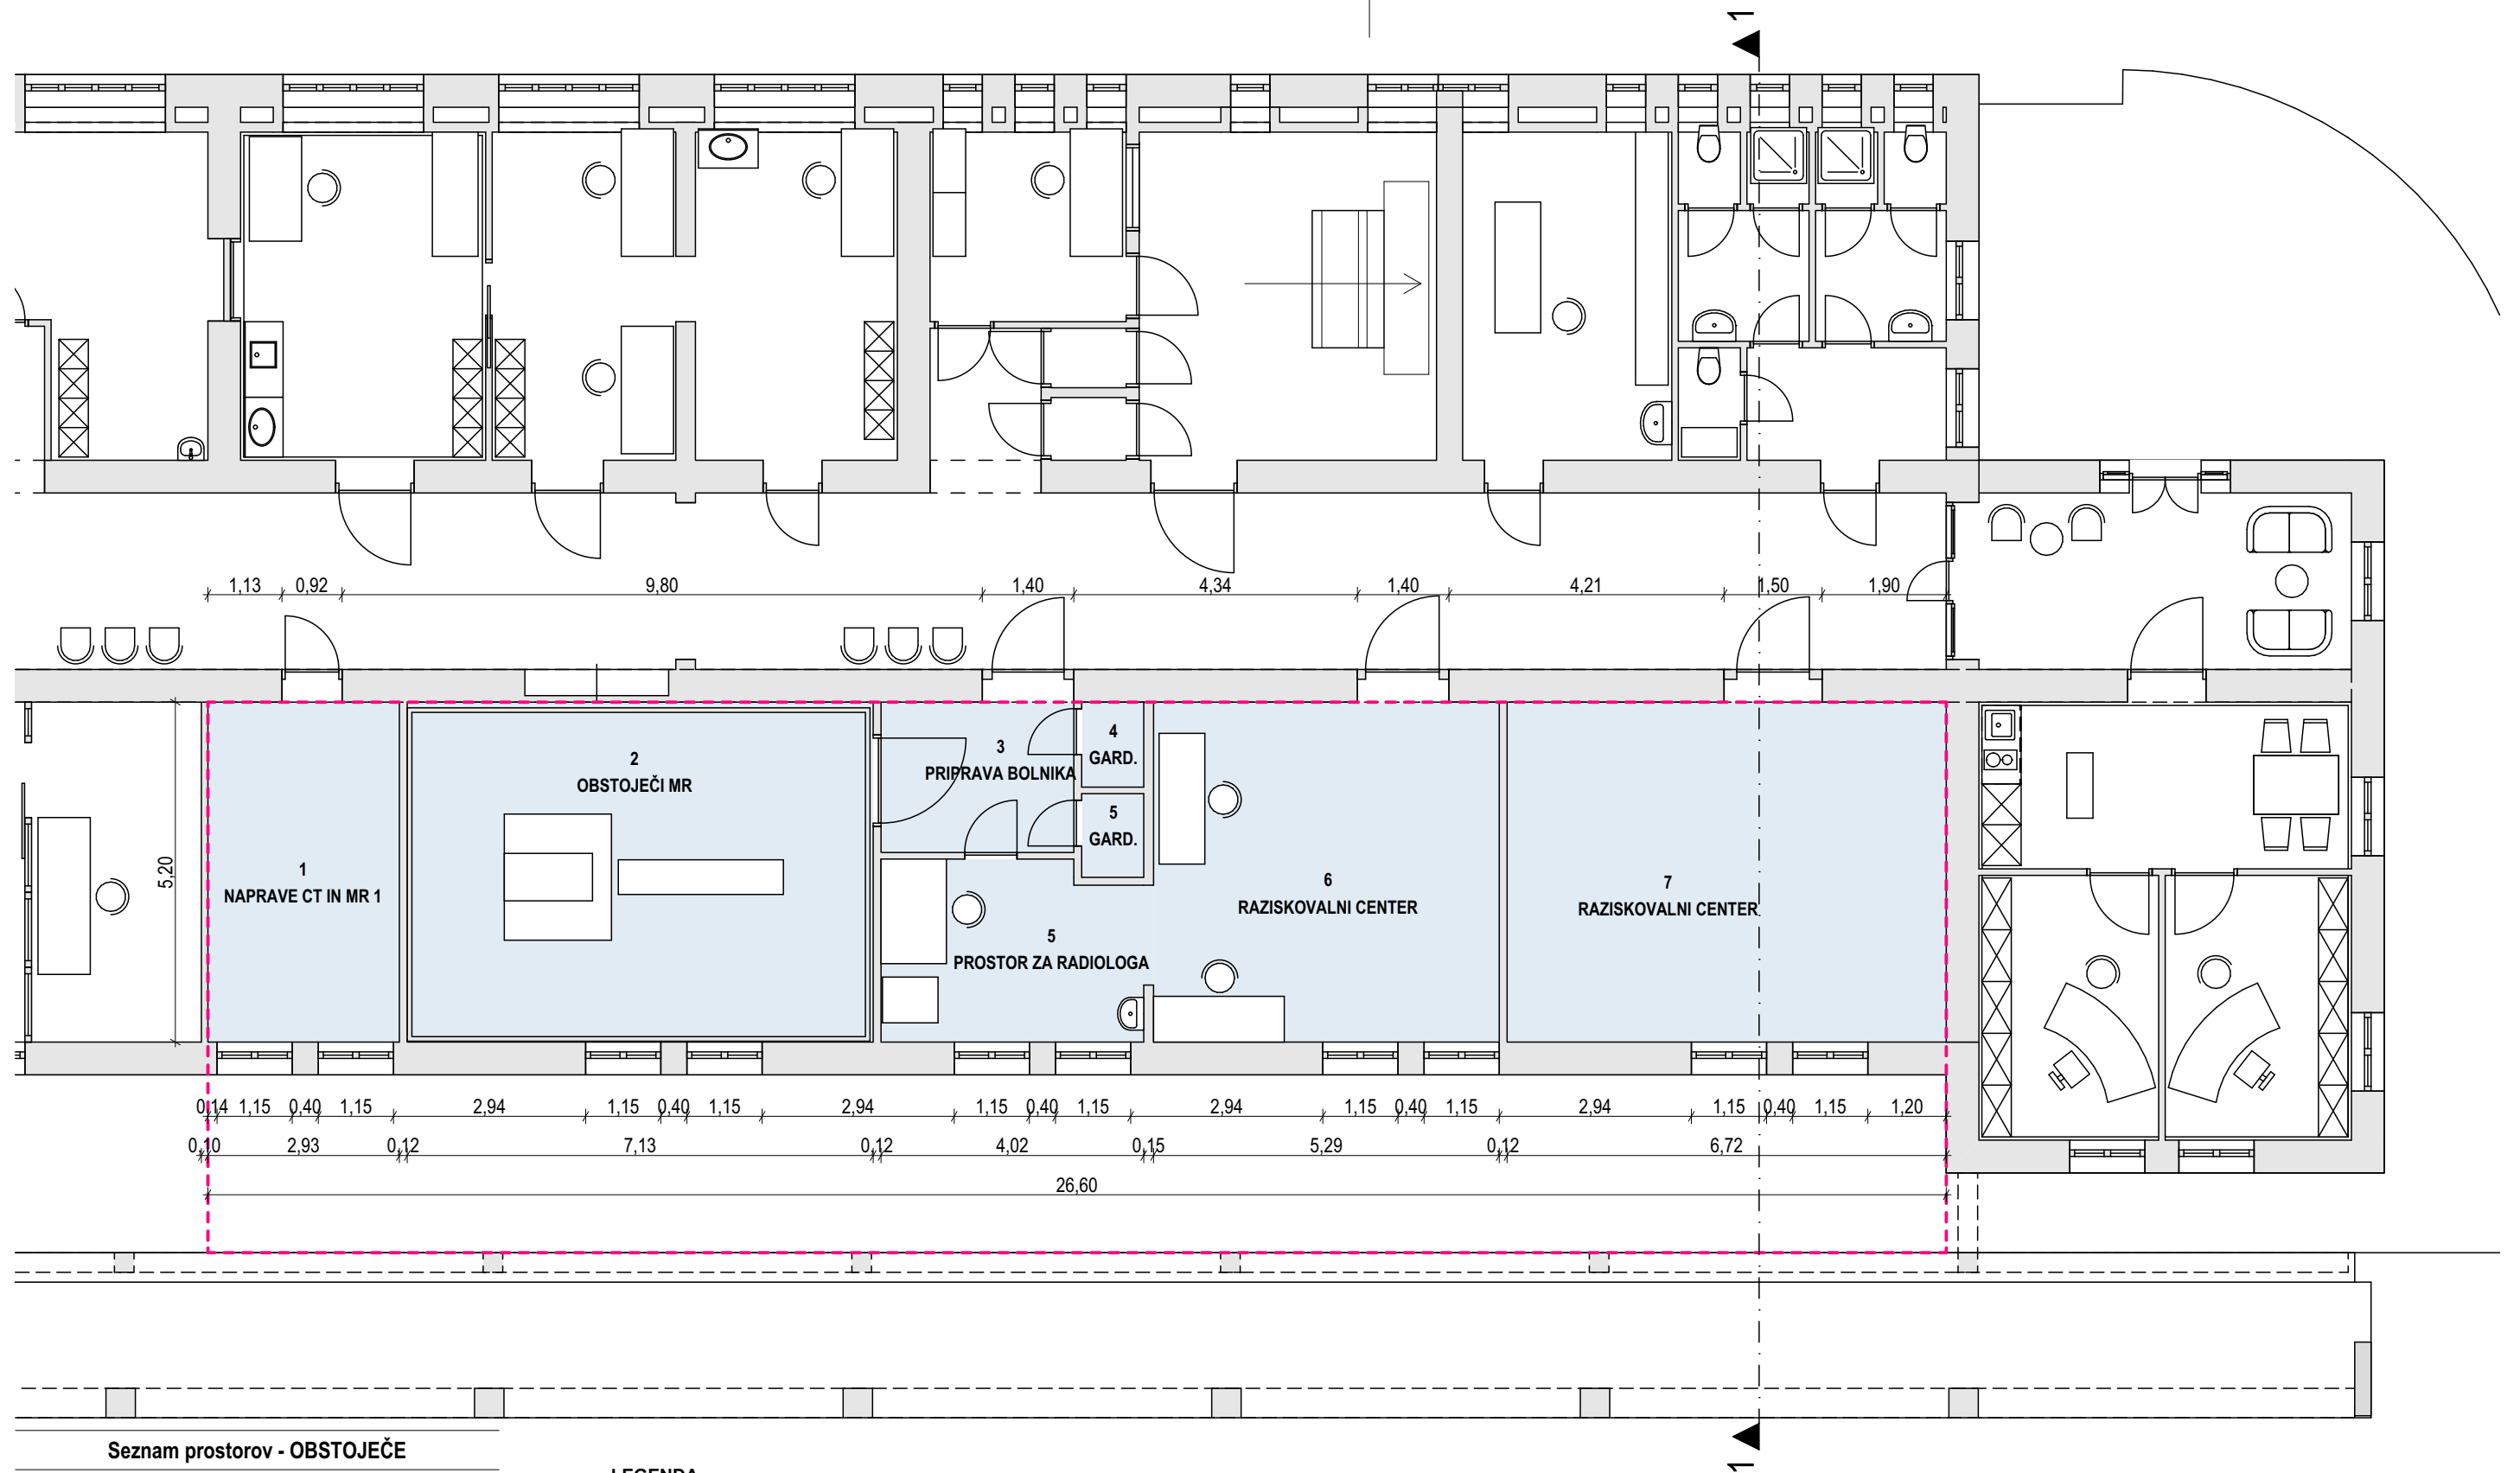 1
1,13 0,92 9,80 1,40 4,34 1,40 4,21 1,50 1,90
5,20
1
NAPRAVE CT IN MR 1
2
OBSTOJEČI MR
3
PRIPRAVA BOLNIKA
4
GARD.
5
GARD.
5
PROSTOR ZA RADIOLOGA
6
RAZISKOVALNI CENTER
7
RAZISKOVALNI CENTER
0,14 1,15 0,40 1,15 2,94 1,15 0,40 1,15 2,94 1,15 0,40 1,15 2,94 1,15 0,40 1,15 2,94 1,15 0,40 1,15 1,20
0,10 2,93 0,12 7,13 0,12 4,02 0,15 5,29 0,12 6,72
26,60
1
Seznam prostorov - OBSTOJEČE
LEGENDA